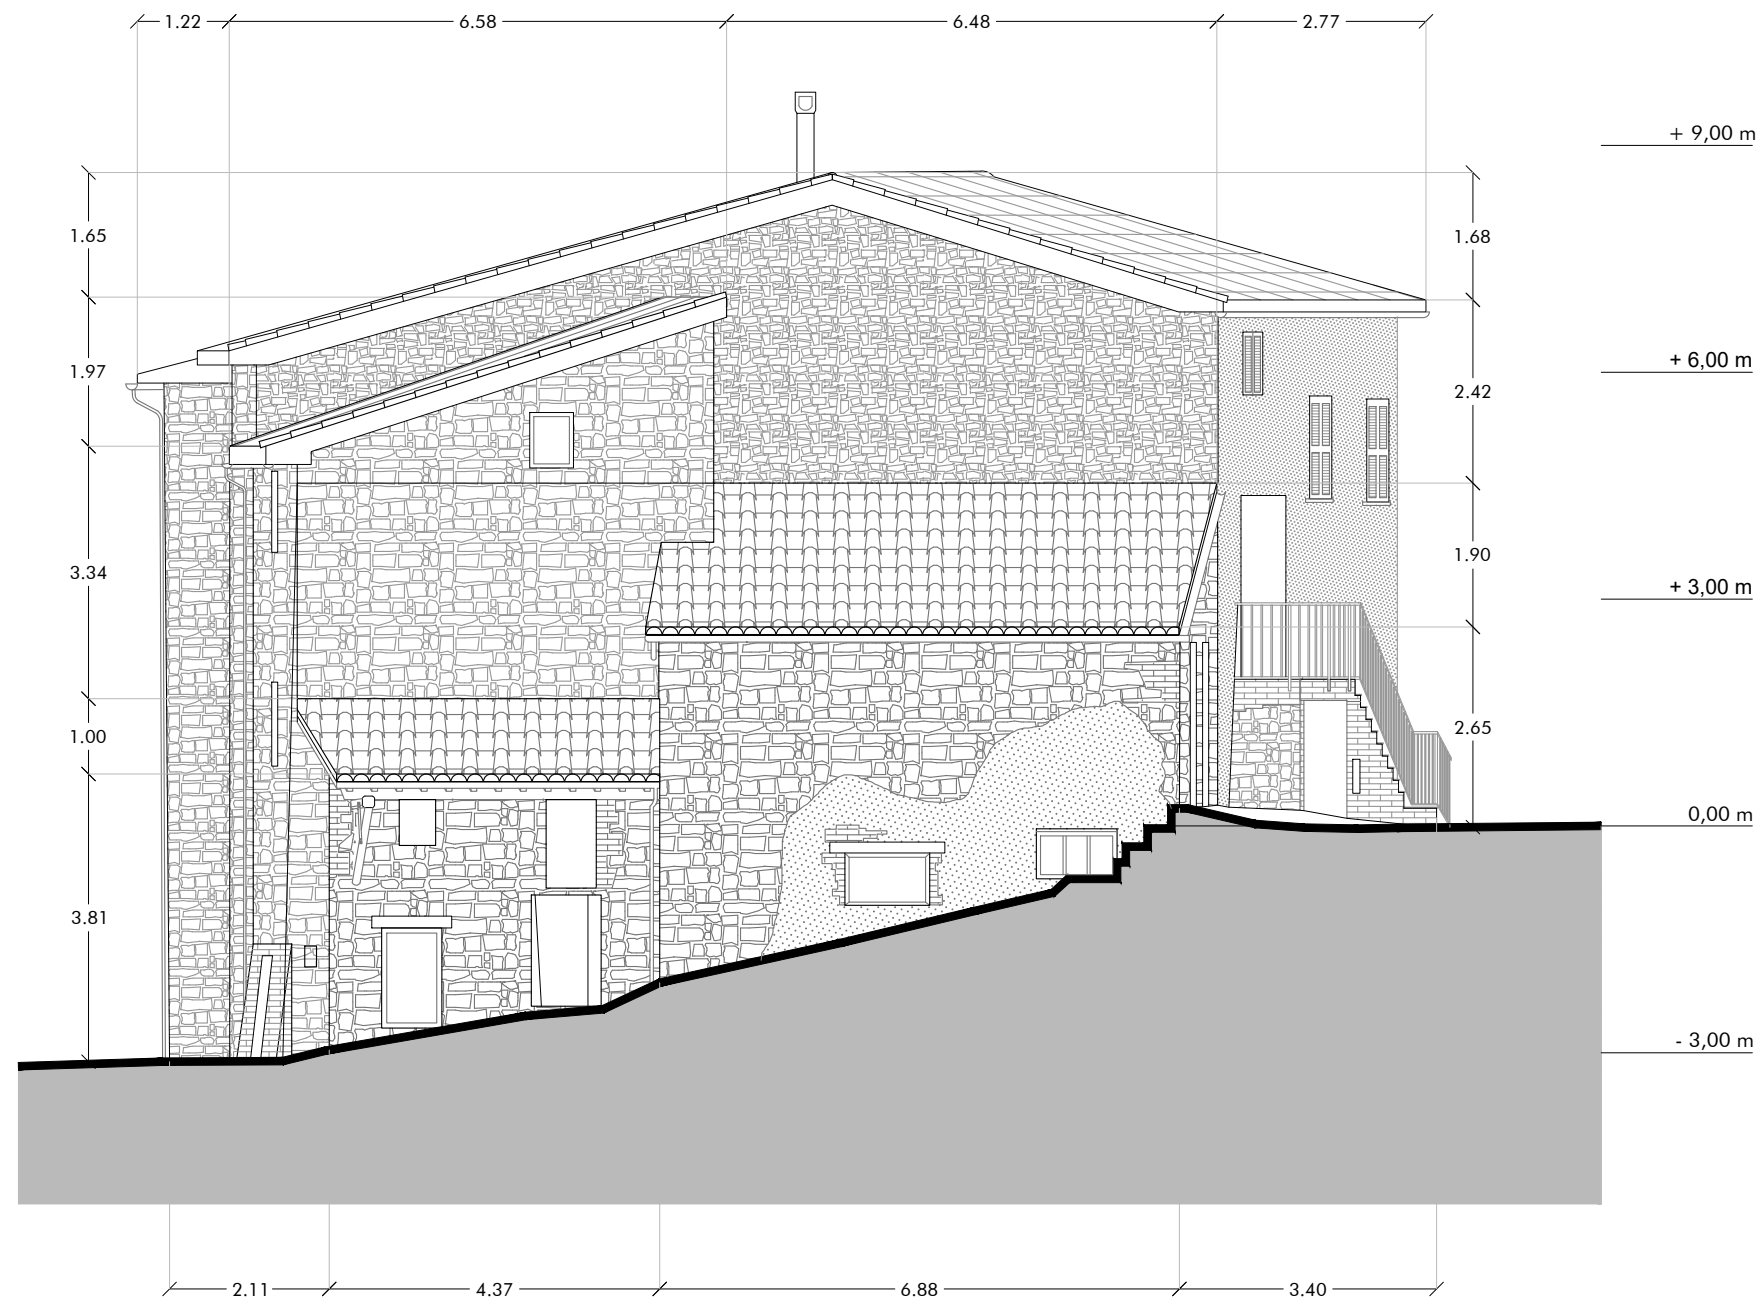 1.22 6.58 6.48 2.77
+ 9,00 m
1.65 1.68
+ 6,00 m
1.97 2.42
1.90
3.34
+ 3,00 m
2.65
1.00
0,00 m
3.81
- 3,00 m
2.11 4.37 6.88 3.40